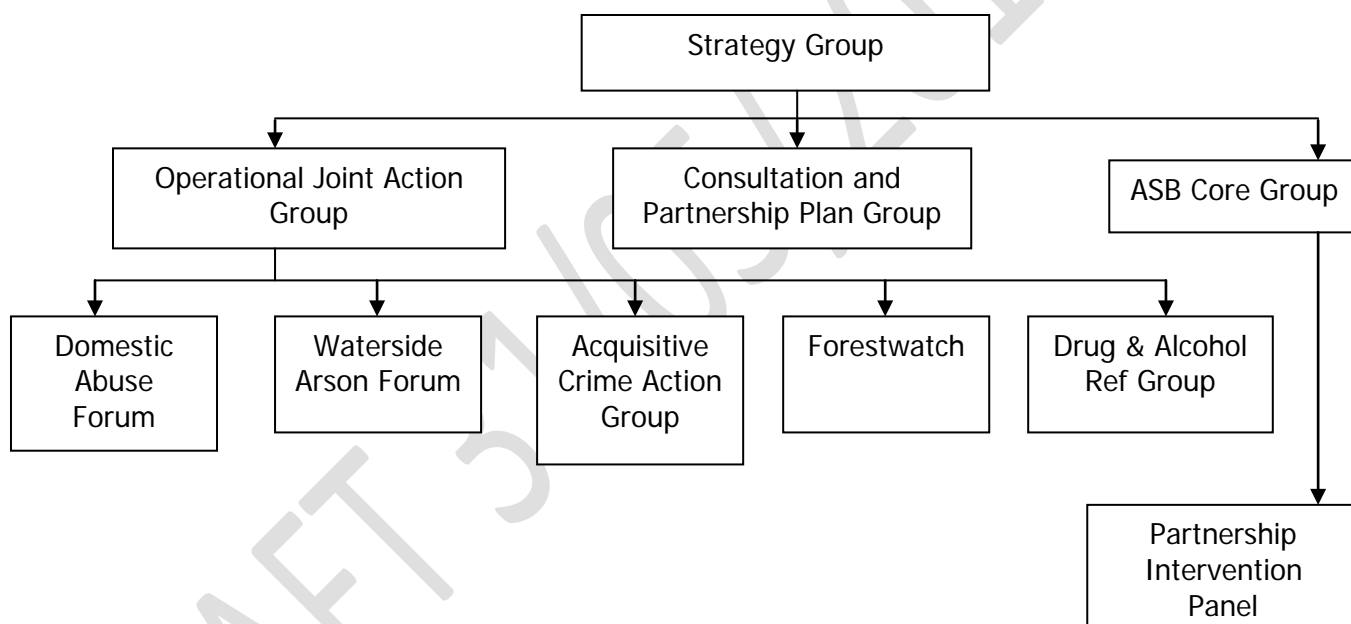 Strategy Group
Operational Joint Action
Group
Consultation and
Partnership Plan Group
ASB Core Group
Domestic
Abuse
Forum
Waterside
Arson Forum
Acquisitive
Crime Action
Group
Forestwatch
Drug & Alcohol
Ref Group
Partnership
Intervention
Panel